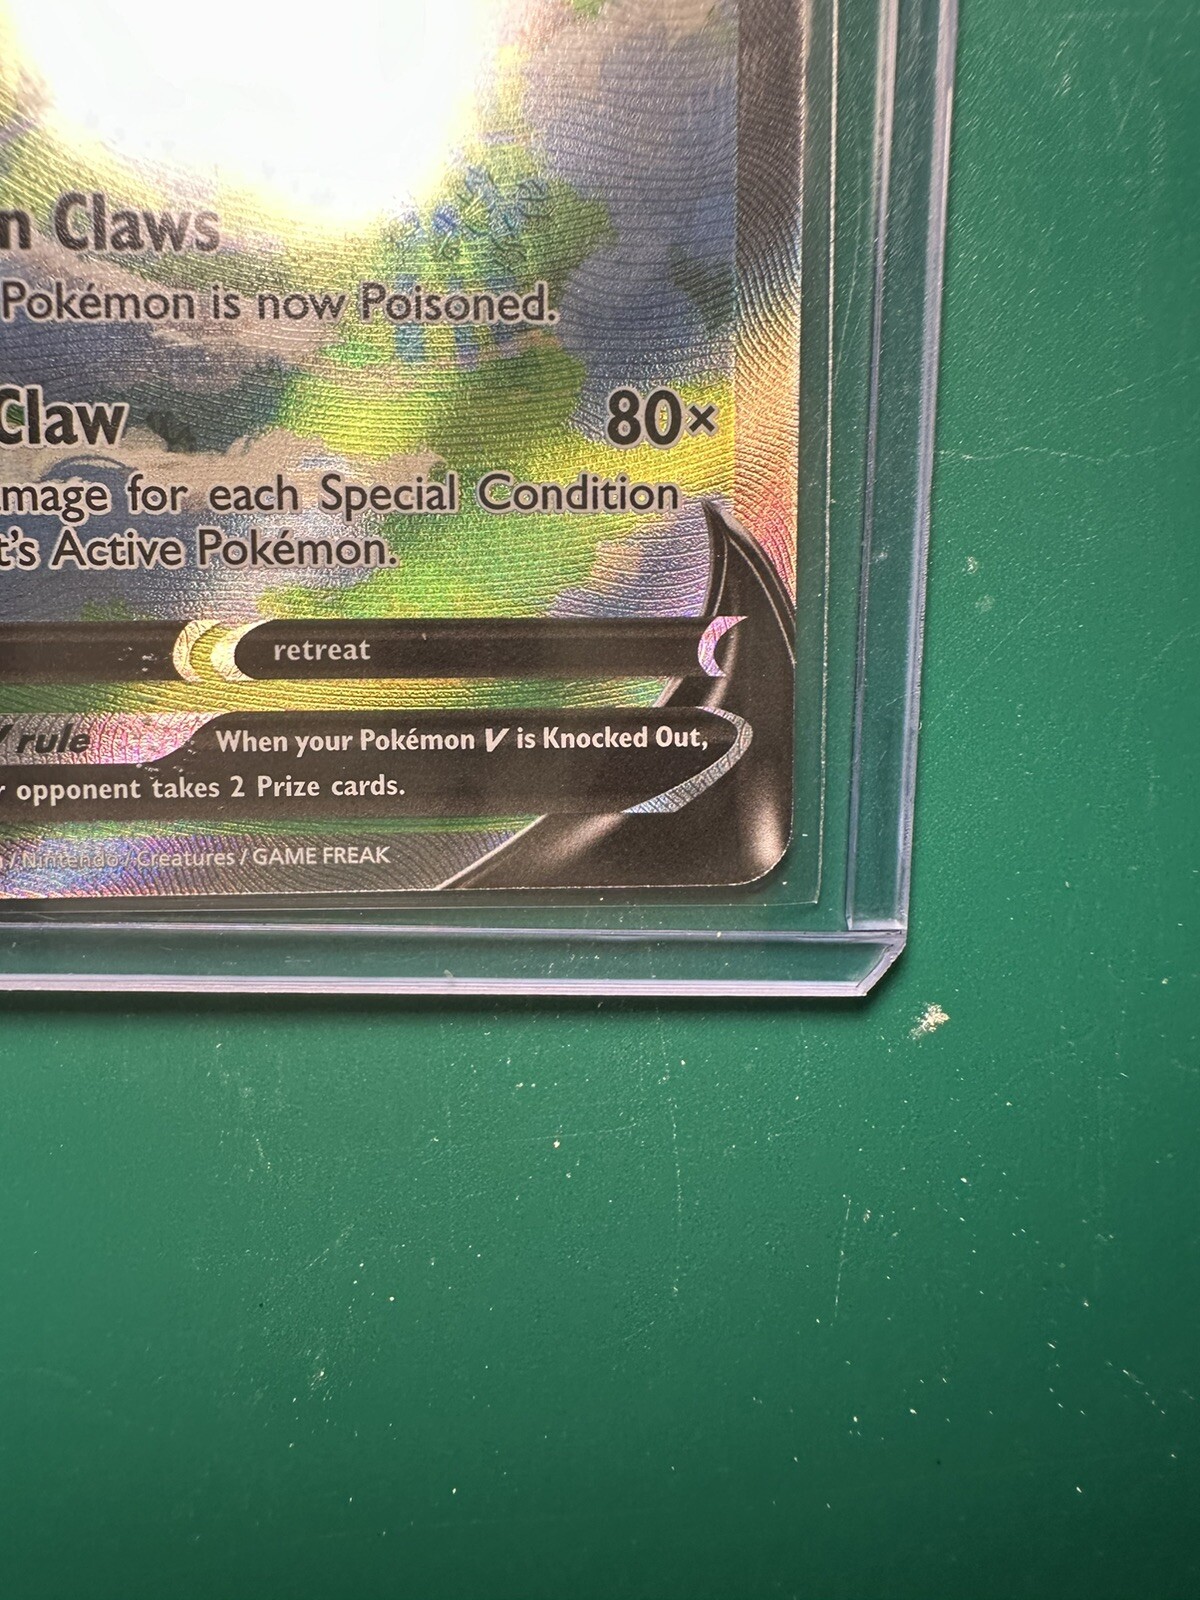 n Claws
Pokémon is now Poisoned.
Claw 80×
mage for each Special Condition
t's Active Pokémon.
retreat
V rule When your Pokémon V is Knocked Out,
r opponent takes 2 Prize cards.
/ Nintendo / Creatures / GAME FREAK